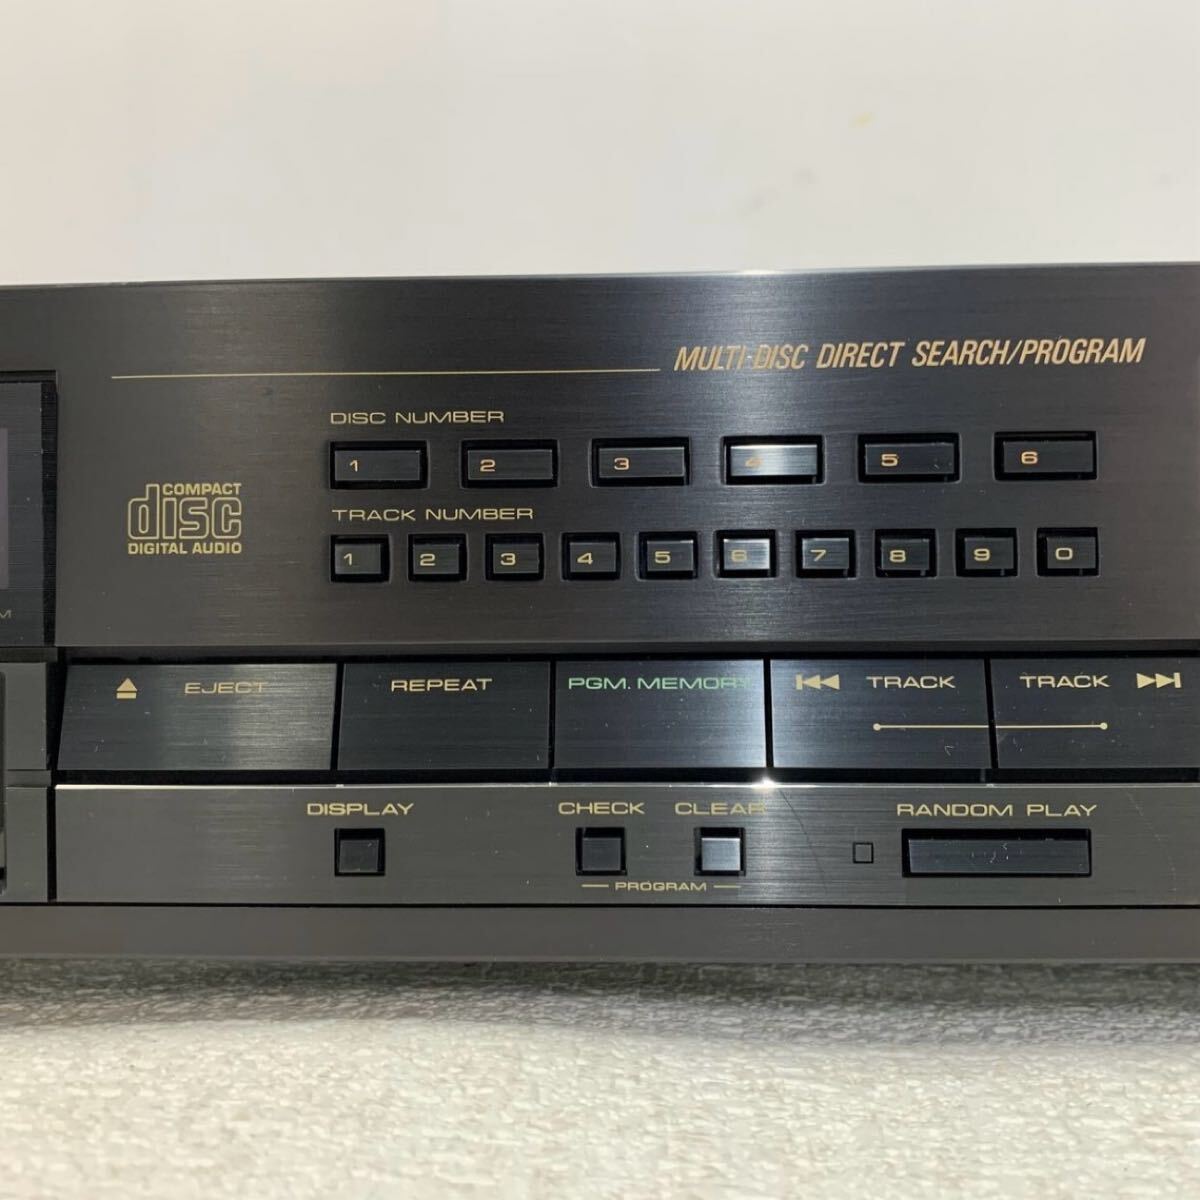 MULTI-DISC DIRECT SEARCH/PROGRAM
DISC NUMBER
1 2 3 4 5 6
COMPACT
disc
DIGITAL AUDIO
TRACK NUMBER
1 2 3 4 5 6 7 8 9 0
EJECT REPEAT PGM. MEMORY TRACK TRACK
DISPLAY CHECK CLEAR RANDOM PLAY
PROGRAM